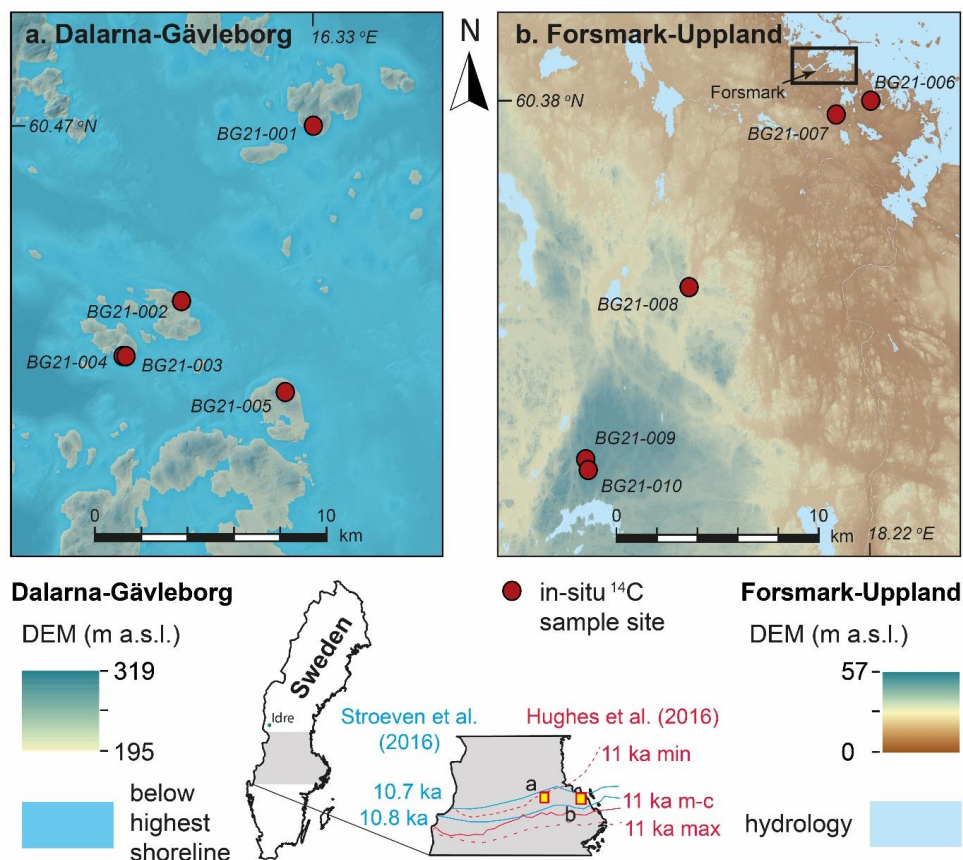 a. Dalarna-Gävleborg
16.33 °E
60.47 °N
BG21-001
BG21-002
BG21-004
BG21-003
BG21-005
0
10
km
N
b. Forsmark-Uppland
60.38 °N
Forsmark
BG21-006
BG21-007
BG21-008
BG21-009
BG21-010
0
10
km
18.22 °E
Dalarna-Gävleborg
DEM (m a.s.l.)
319
195
below
highest
shoreline
Sweden
Idre
in-situ ¹⁴C
sample site
Stroeven et al.
(2016)
Hughes et al. (2016)
11 ka min
a
10.7 ka
10.8 ka
b
11 ka m-c
11 ka max
Forsmark-Uppland
DEM (m a.s.l.)
57
0
hydrology